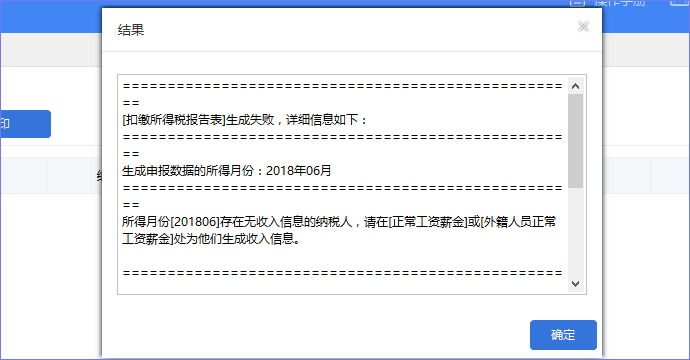 操作手册
结果
印
====================================================
==
[扣缴所得税报告表]生成失败，详细信息如下：
====================================================
==
生成申报数据的所得月份：2018年06月
====================================================
==
所得月份[201806]存在无收入信息的纳税人，请在[正常工资薪金]或[外籍人员正常
工资薪金]处为他们生成收入信息。
====================================================
确定